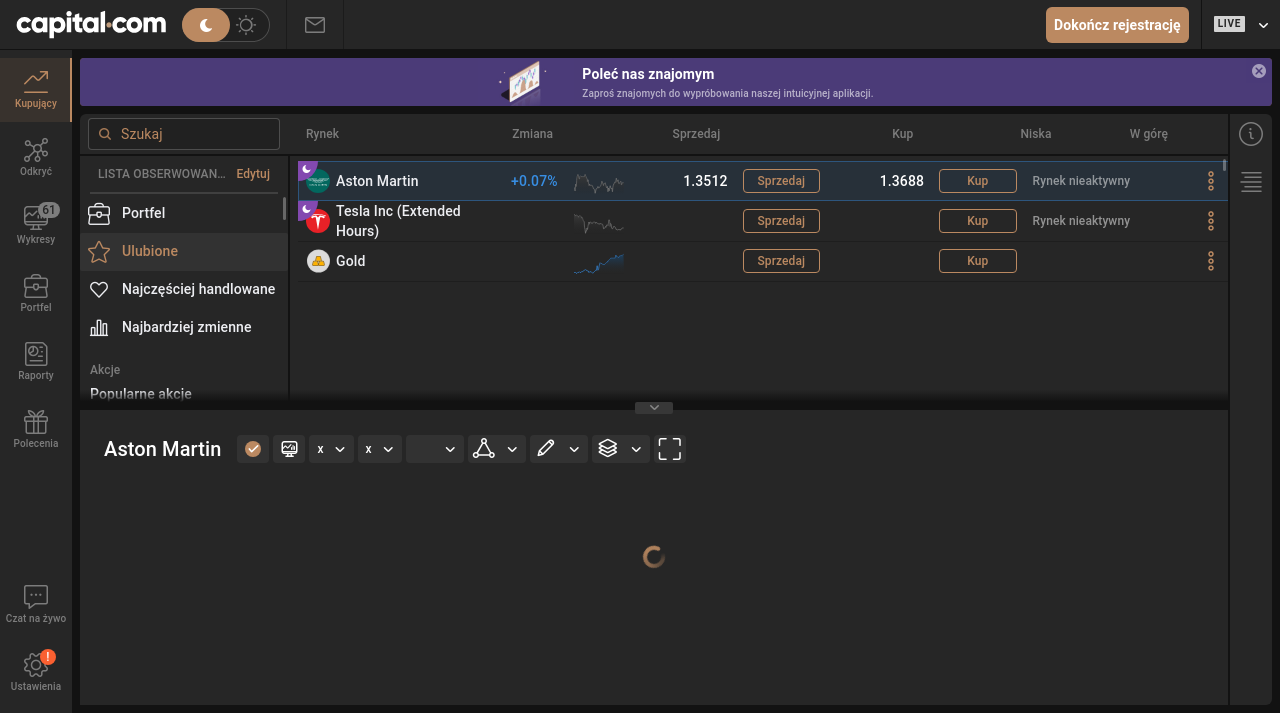 capital.com
Dokończ rejestrację
LIVE
Poleć nas znajomym
Zaproś znajomych do wypróbowania naszej intuicyjnej aplikacji.
Kupujący
Odkryć
61
Wykresy
Portfel
Raporty
Polecenia
Czat na żywo
!
Ustawienia
Szukaj
LISTA OBSERWOWAN... Edytuj
Portfel
Ulubione
Najczęściej handlowane
Najbardziej zmienne
Akcje
Popularne akcje
Rynek Zmiana Sprzedaj Kup Niska W górę
Aston Martin +0.07% 1.3512 Sprzedaj 1.3688 Kup Rynek nieaktywny
Tesla Inc (Extended
Hours) Sprzedaj Kup Rynek nieaktywny
Gold Sprzedaj Kup
Aston Martin x x